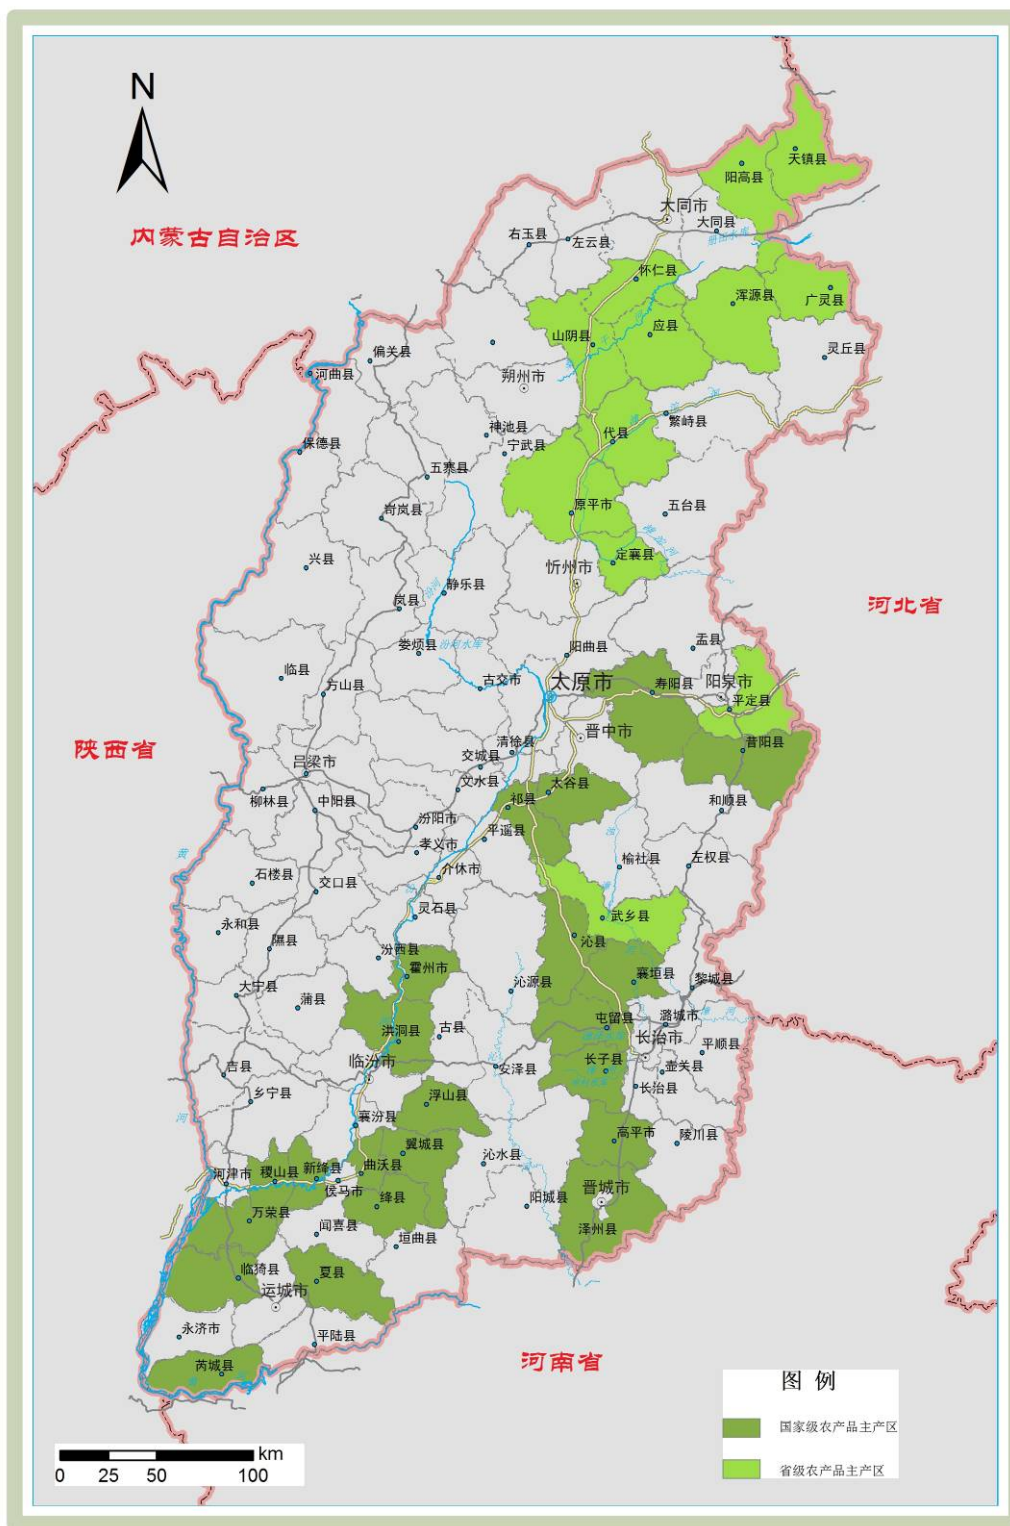 N
天镇县
阳高县
大同市
大同县
册田水库
内蒙古自治区
右玉县
左云县
怀仁县
浑源县
广灵县
山阴县
应县
灵丘县
偏关县
河曲县
朔州市
神池县
宁武县
代县
繁峙县
保德县
五寨县
岢岚县
原平市
五台县
兴县
定襄县
忻州市
静乐县
汾河
岚县
河北省
娄烦县
汾河水库
阳曲县
盂县
临县
方山县
古交市
太原市
寿阳县
阳泉市
平定县
陕西省
清徐县
晋中市
昔阳县
交城县
吕梁市
文水县
太谷县
柳林县
中阳县
祁县
和顺县
汾阳市
平遥县
孝义市
黄
榆社县
左权县
介休市
石楼县
交口县
灵石县
武乡县
永和县
隰县
沁县
汾西县
霍州市
襄垣县
黎城县
大宁县
蒲县
沁源县
屯留县
潞城市
洪洞县
古县
长治市
平顺县
临汾市
安泽县
长子县
壶关县
吉县
长治县
乡宁县
浮山县
河
襄汾县
高平市
陵川县
翼城县
沁水县
河津市
稷山县
新绛县
曲沃县
侯马市
晋城市
绛县
阳城县
万荣县
闻喜县
泽州县
垣曲县
临猗县
夏县
运城市
永济市
平陆县
芮城县
河南省
图 例
国家级农产品主产区
省级农产品主产区
km
0 25 50 100